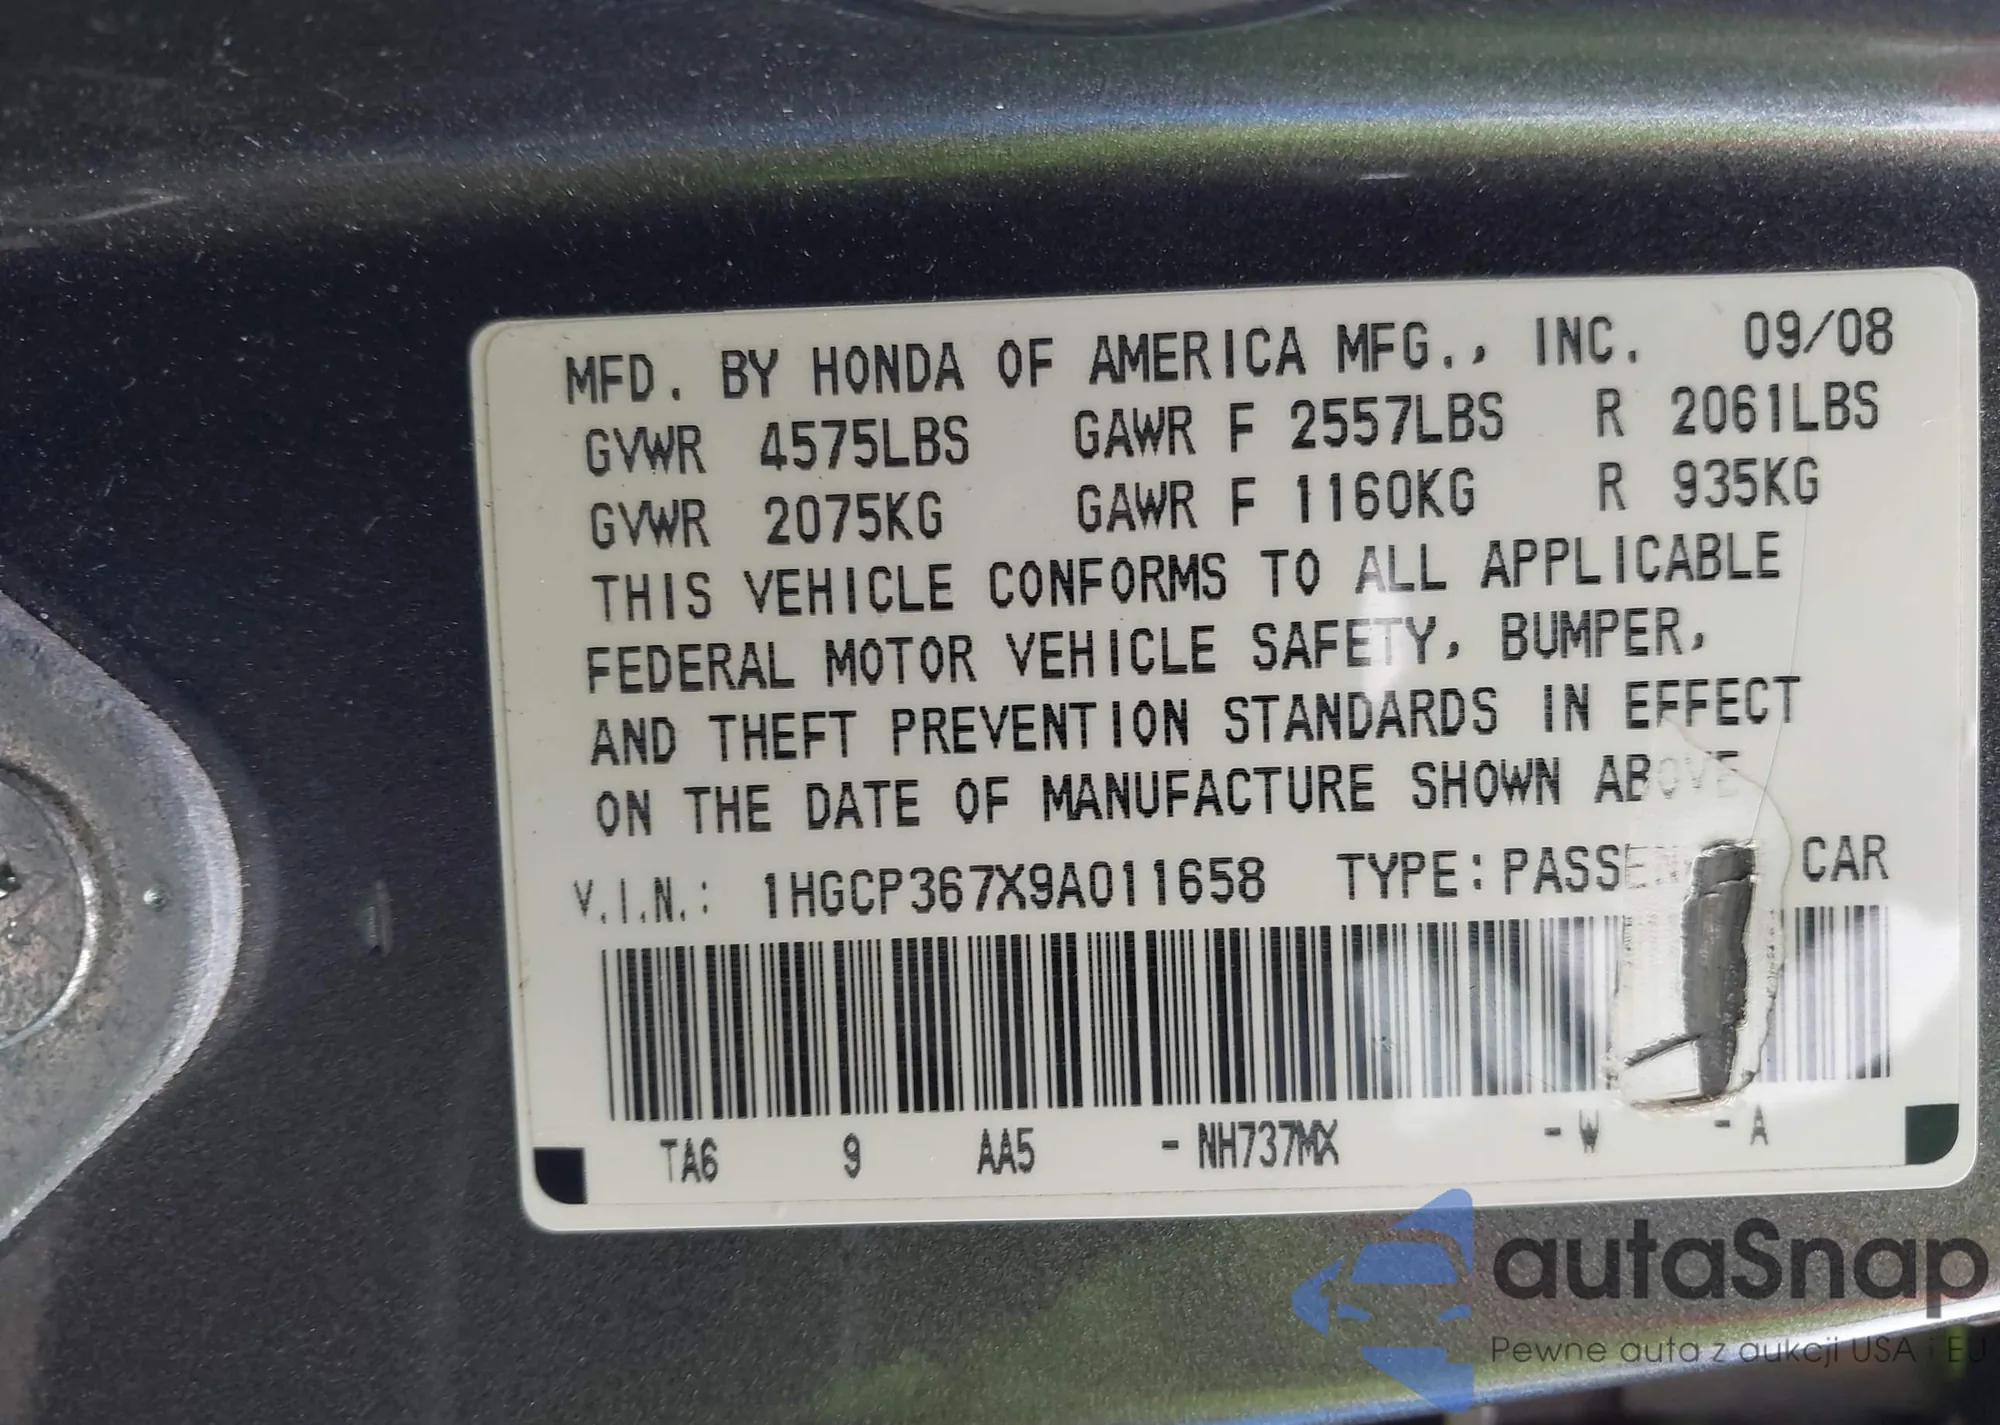 MFD. BY HONDA OF AMERICA MFG., INC. 09/08
GVWR 4575LBS GAWR F 2557LBS R 2061LBS
GVWR 2075KG GAWR F 1160KG R 935KG
THIS VEHICLE CONFORMS TO ALL APPLICABLE
FEDERAL MOTOR VEHICLE SAFETY, BUMPER,
AND THEFT PREVENTION STANDARDS IN EFFECT
ON THE DATE OF MANUFACTURE SHOWN ABOVE
V.I.N.: 1HGCP367X9A011658 TYPE: CAR
TA6 9 AA5 -NH737MX -W -A
autaSnap
Pewne auta z aukcji USA i EU